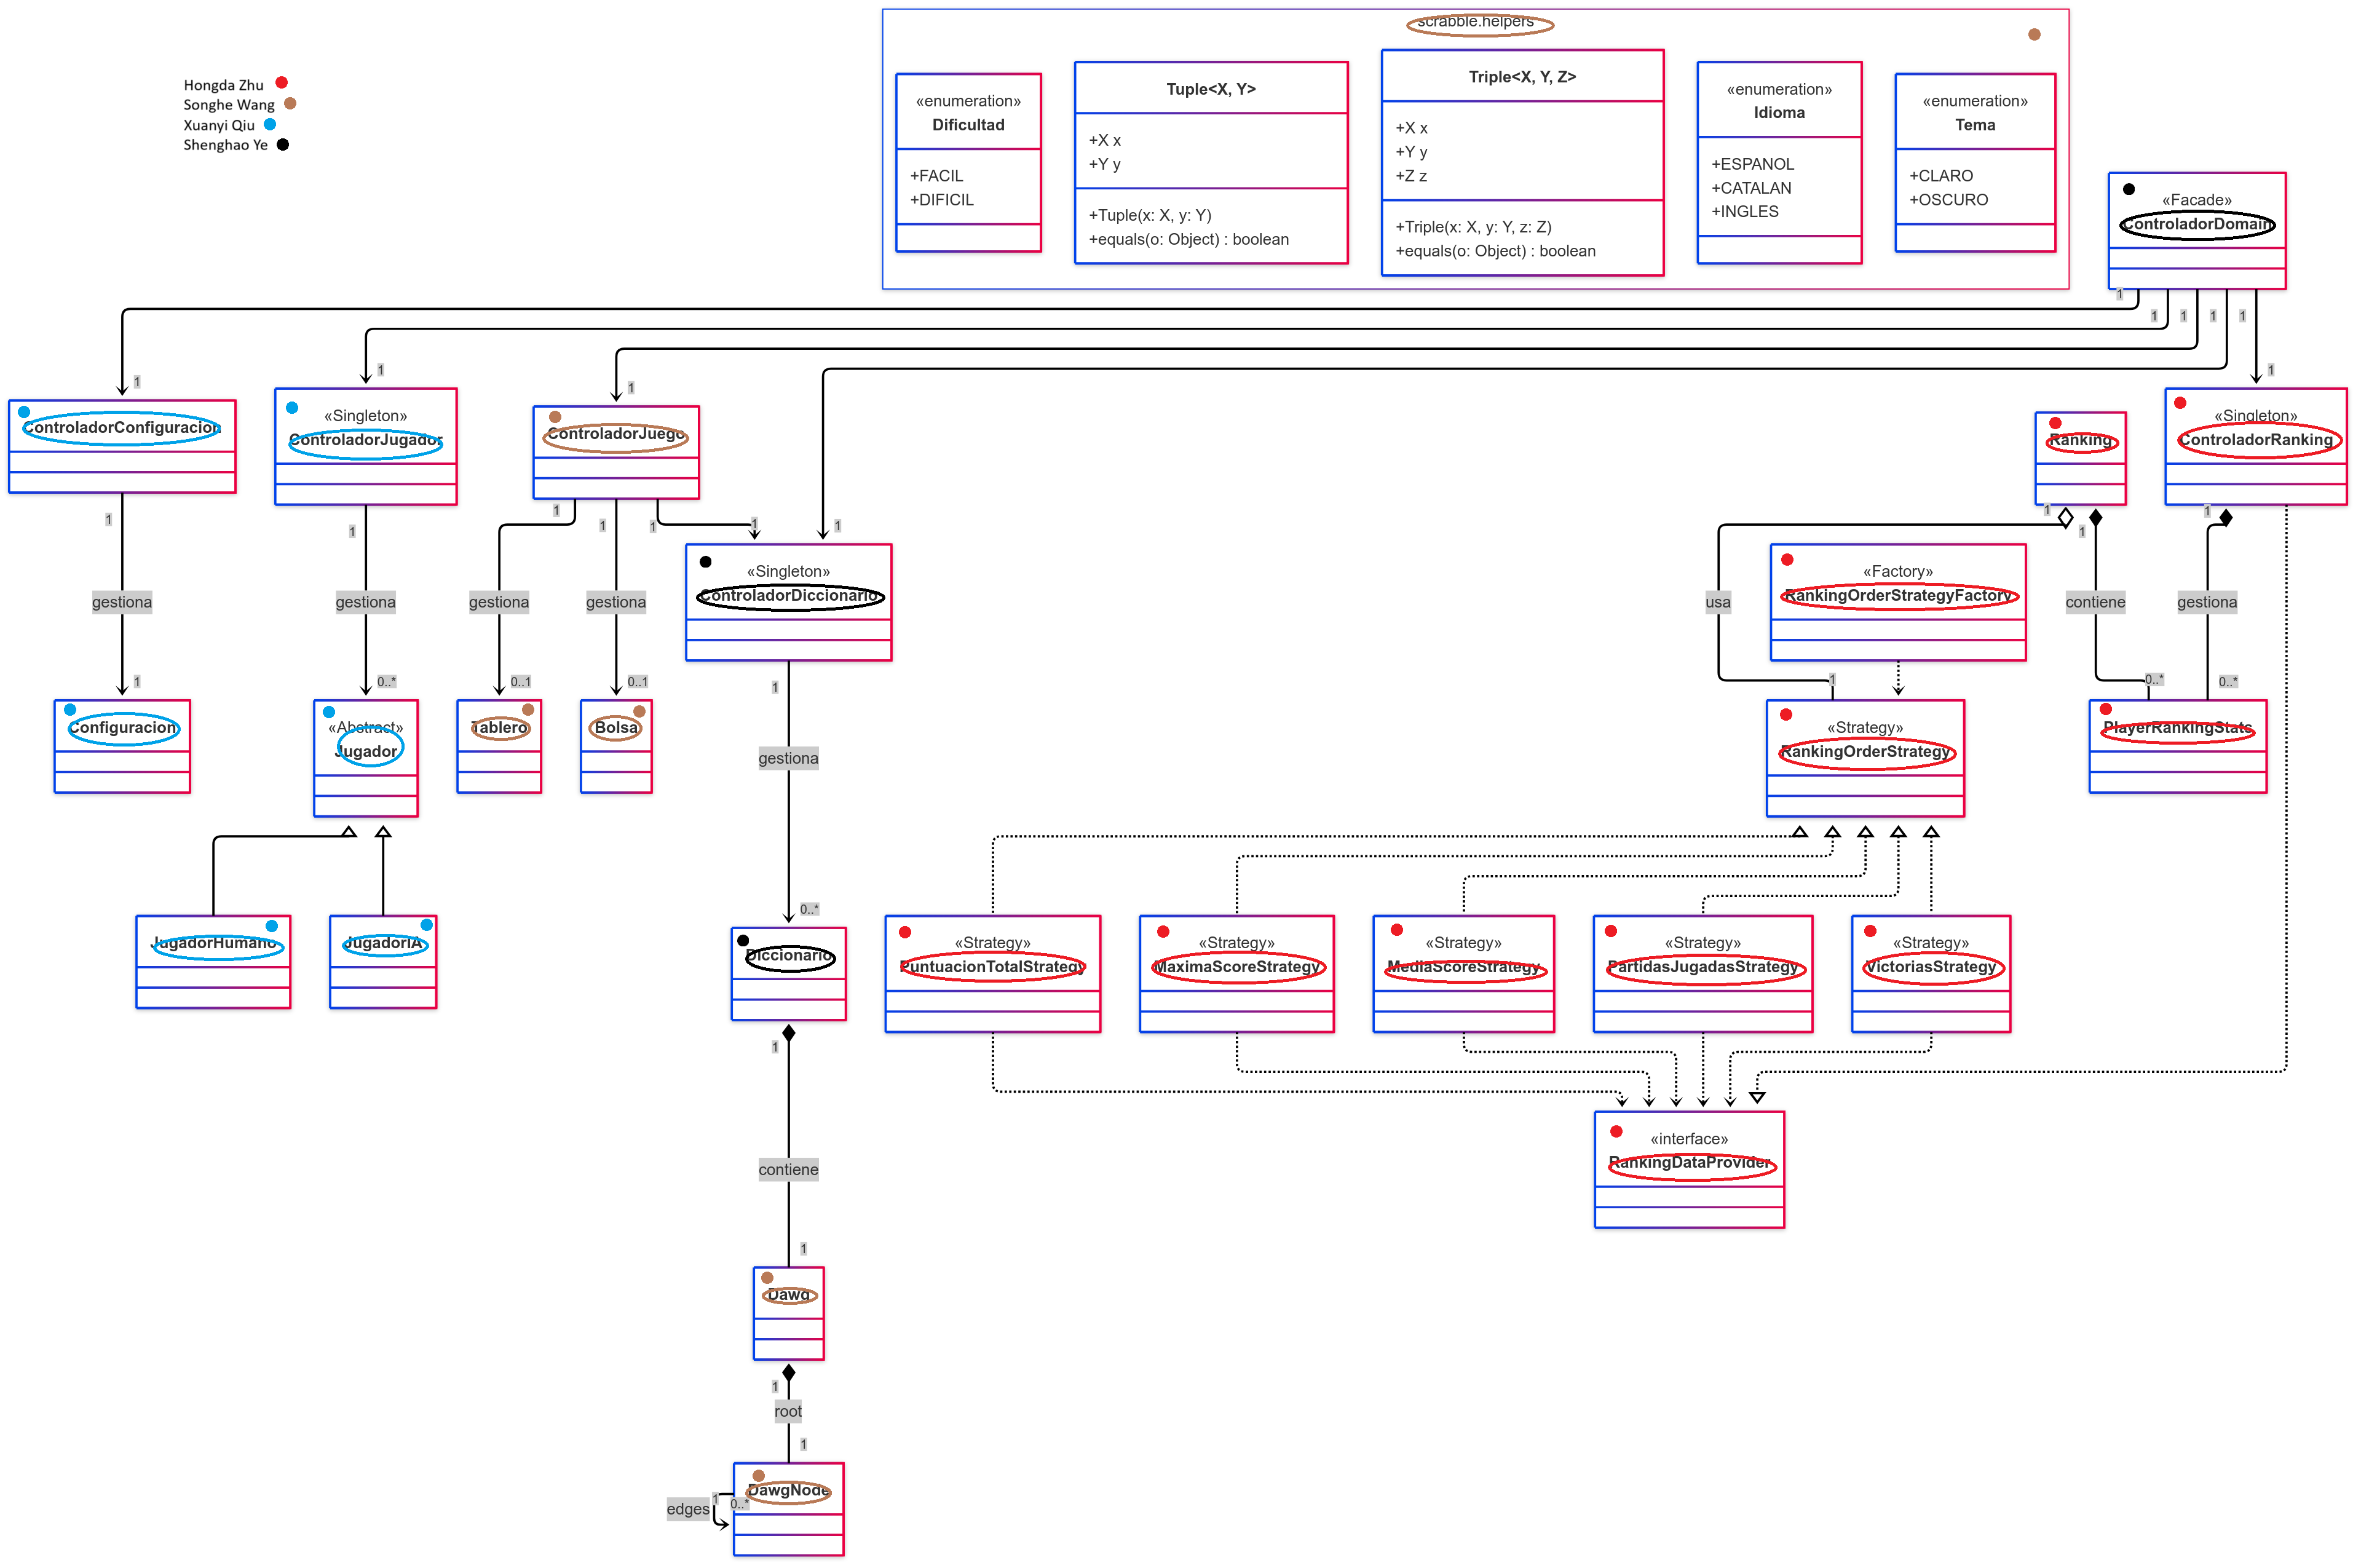 scrabble.helpers
Hongda Zhu
Songhe Wang
Xuanyi Qiu
Shenghao Ye
«enumeration»
Dificultad
+FACIL
+DIFICIL
Tuple<X, Y>
+X x
+Y y
+Tuple(x: X, y: Y)
+equals(o: Object) : boolean
Triple<X, Y, Z>
+X x
+Y y
+Z z
+Triple(x: X, y: Y, z: Z)
+equals(o: Object) : boolean
«enumeration»
Idioma
+ESPANOL
+CATALAN
+INGLES
«enumeration»
Tema
+CLARO
+OSCURO
«Facade»
ControladorDomain
1
1
1
1
1
1
1
1
1
1
ControladorConfiguracion
«Singleton»
ControladorJugador
ControladorJuego
Ranking
«Singleton»
ControladorRanking
1
1
1
1
1
1
1
1
1
«Singleton»
ControladorDiccionario
«Factory»
RankingOrderStrategyFactory
gestiona
gestiona
gestiona
gestiona
usa
contiene
gestiona
1
0..*
0..1
0..1
1
1
0..*
0..*
Configuracion
«Abstract»
Jugador
Tablero
Bolsa
gestiona
«Strategy»
RankingOrderStrategy
PlayerRankingStats
0..*
JugadorHumano
JugadorIA
Diccionario
«Strategy»
PuntuacionTotalStrategy
«Strategy»
MaximaScoreStrategy
«Strategy»
MediaScoreStrategy
«Strategy»
PartidasJugadasStrategy
«Strategy»
VictoriasStrategy
1
contiene
1
«interface»
RankingDataProvider
Dawg
1
root
1
DawgNode
1
0..*
edges